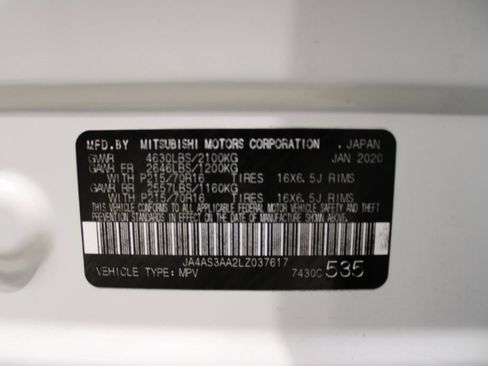 MFD.BY MITSUBISHI MOTORS CORPORATION . JAPAN
GVWR 4630LBS/2100KG JAN 2020
GAWR FR 2646LBS/1200KG
WITH P215/70R16 TIRES 16X6.5J RIMS
GAWR RR 2557LBS/1160KG
WITH P215/70R16 TIRES 16X6.5J RIMS
THIS VEHICLE CONFORMS TO ALL APPLICABLE FEDERAL MOTOR VEHICLE SAFETY AND
THEFT PREVENTION STANDARDS IN EFFECT ON THE DATE OF MANUFACTURE SHOWN ABOVE.
JA4AS3AA2LZ037617
VEHICLE TYPE: MPV 7430C 535